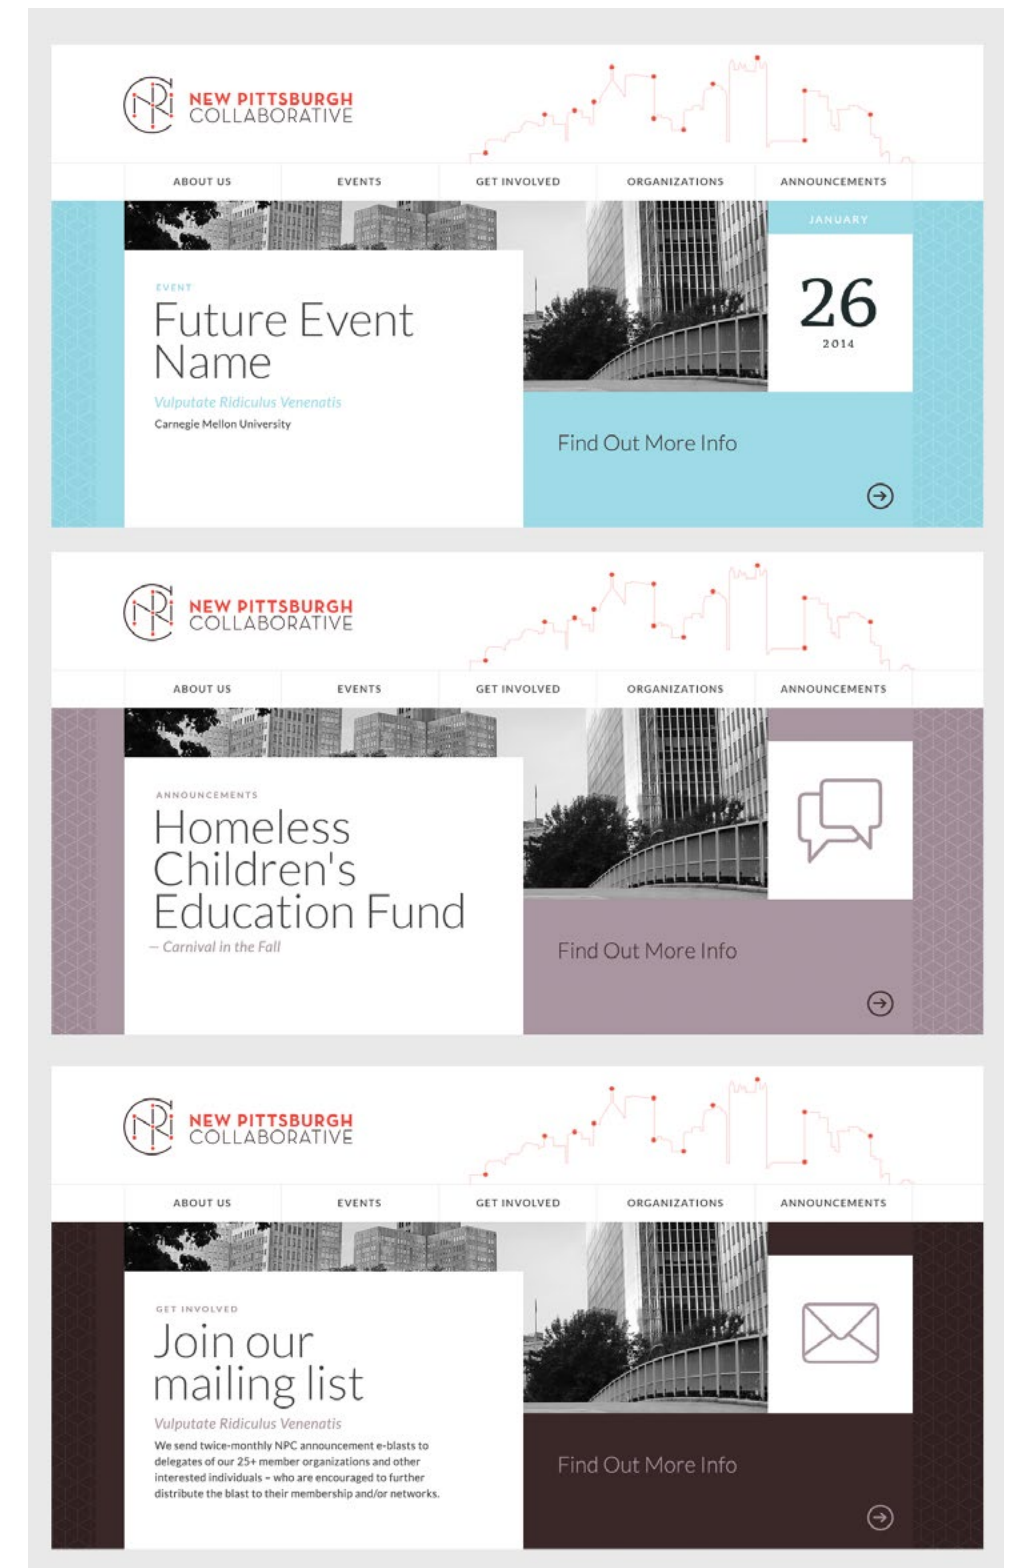 NEW PITTSBURGH
COLLABORATIVE
ABOUT US
EVENTS
GET INVOLVED
ORGANIZATIONS
ANNOUNCEMENTS
JANUARY
26
2014
EVENT
Future Event
Name
Vulputate Ridiculus Venenatis
Carnegie Mellon University
Find Out More Info
NEW PITTSBURGH
COLLABORATIVE
ABOUT US
EVENTS
GET INVOLVED
ORGANIZATIONS
ANNOUNCEMENTS
ANNOUNCEMENTS
Homeless
Children's
Education Fund
– Carnival in the Fall
Find Out More Info
NEW PITTSBURGH
COLLABORATIVE
ABOUT US
EVENTS
GET INVOLVED
ORGANIZATIONS
ANNOUNCEMENTS
GET INVOLVED
Join our
mailing list
Vulputate Ridiculus Venenatis
We send twice-monthly NPC announcement e-blasts to
delegates of our 25+ member organizations and other
interested individuals – who are encouraged to further
distribute the blast to their membership and/or networks.
Find Out More Info